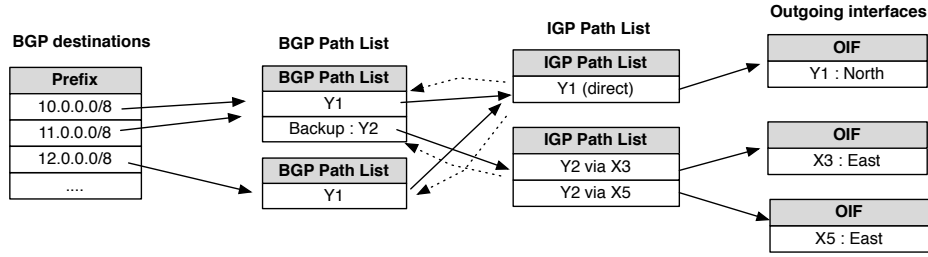 BGP destinations
Prefix
10.0.0.0/8
11.0.0.0/8
12.0.0.0/8
....
BGP Path List
BGP Path List
Y1
Backup : Y2
BGP Path List
Y1
IGP Path List
IGP Path List
Y1 (direct)
IGP Path List
Y2 via X3
Y2 via X5
Outgoing interfaces
OIF
Y1 : North
OIF
X3 : East
OIF
X5 : East